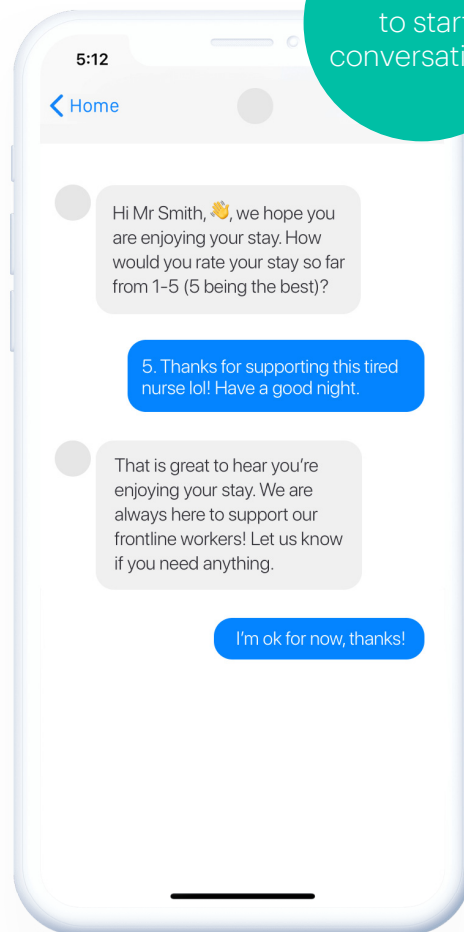 to star
conversati
5:12
Home
Hi Mr Smith, 👋, we hope you
are enjoying your stay. How
would you rate your stay so far
from 1-5 (5 being the best)?
5. Thanks for supporting this tired
nurse lol! Have a good night.
That is great to hear you're
enjoying your stay. We are
always here to support our
frontline workers! Let us know
if you need anything.
I'm ok for now, thanks!